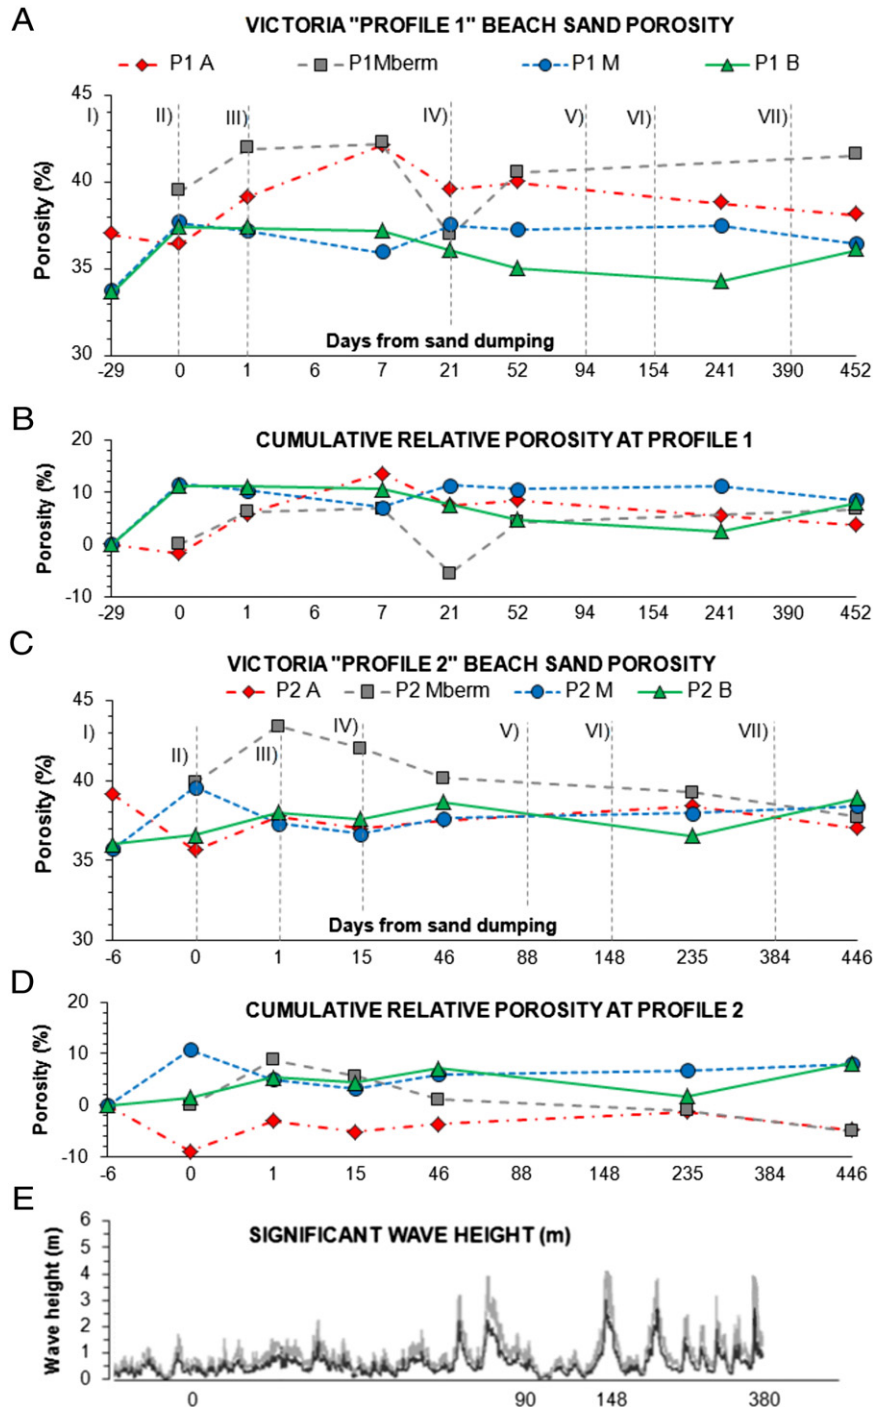 A
VICTORIA "PROFILE 1" BEACH SAND POROSITY
P1 A P1Mberm P1 M P1 B
45
I) II) III) IV) V) VI) VII)
40
35
30
Porosity (%)
Days from sand dumping
-29 0 1 6 7 21 52 94 154 241 390 452
B
CUMULATIVE RELATIVE POROSITY AT PROFILE 1
20
10
0
-10
Porosity (%)
-29 0 1 6 7 21 52 94 154 241 390 452
C
VICTORIA "PROFILE 2" BEACH SAND POROSITY
P2 A P2 Mberm P2 M P2 B
45
I) II) III) IV) V) VI) VII)
40
35
30
Porosity (%)
Days from sand dumping
-6 0 1 15 46 88 148 235 384 446
D
CUMULATIVE RELATIVE POROSITY AT PROFILE 2
20
10
0
-10
Porosity (%)
-6 0 1 15 46 88 148 235 384 446
E
SIGNIFICANT WAVE HEIGHT (m)
6
5
4
3
2
1
0
Wave height (m)
0 90 148 380